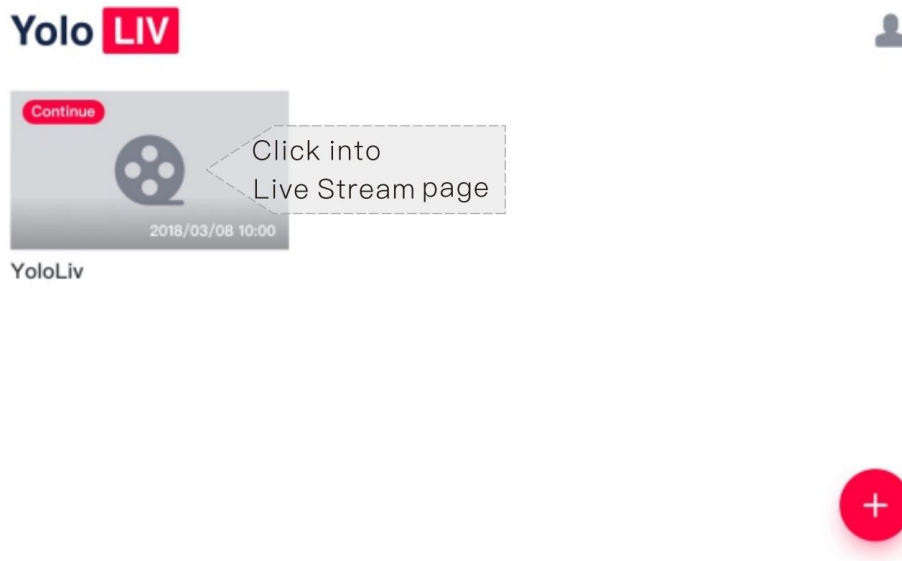 Yolo LIV
Continue
Click into
Live Stream page
2018/03/08 10:00
YoloLiv